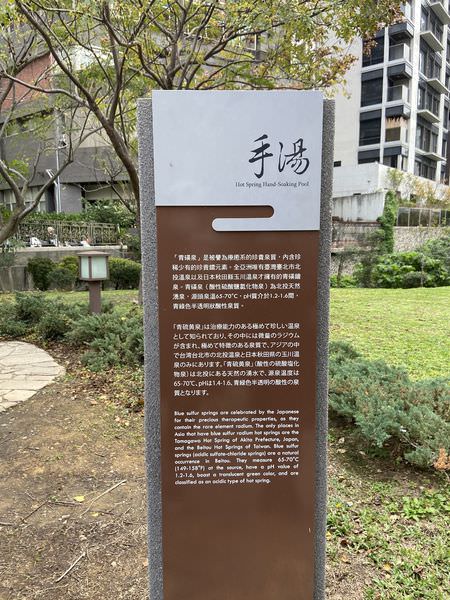 手湯
Hot Spring Hand-Soaking Pool
「青磺泉」是被譽為療癒系的珍貴泉質，內含珍
稀少有的珍貴鐳元素，全亞洲唯有臺灣臺北市北
投溫泉以及日本秋田縣玉川溫泉才擁有的青磺鐳
泉。青磺泉（酸性硫酸鹽氯化物泉）為北投天然
湧泉，源頭泉溫65-70°C，pH質介於1.2-1.6間，
青綠色半透明狀酸性泉質。
「青硫黄泉」は治療能力のある極めて珍しい温泉
として知られており、その中には微量のラジウム
が含まれ、極めて特徴のある泉質で、アジアの中
で台湾台北市の北投温泉と日本秋田県の玉川温
泉のみにあります。「青硫黄泉」（酸性の硫酸塩化
物泉）は北投にある天然の湧水で、源泉温度は
65-70℃, pHは1.4-1.6、青緑色半透明の酸性の泉
質となります。
Blue sulfur springs are celebrated by the Japanese
for their precious therapeutic properties, as they
contain the rare element radium. The only places in
Asia that have blue sulfur radium hot springs are the
Tamagawa Hot Spring of Akita Prefecture, Japan,
and the Beitou Hot Springs of Taiwan. Blue sulfur
springs (acidic sulfate-chloride springs) are a natural
occurrence in Beitou. They measure 65-70°C
(149-158°F) at the source, have a pH value of
1.2-1.6, boast a translucent green color, and are
classified as an acidic type of hot spring.